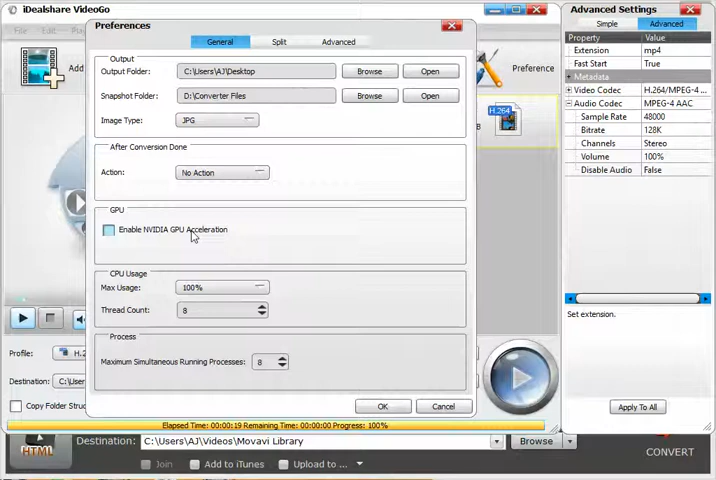 iDealshare VideoGo
File
Add
Preference
Preferences
General Split Advanced
Output
Output Folder: C:\Users\AJ\Desktop Browse Open
Snapshot Folder: D:\Converter Files Browse Open
Image Type: JPG
After Conversion Done
Action: No Action
GPU
Enable NVIDIA GPU Acceleration
CPU Usage
Max Usage: 100%
Thread Count: 8
Process
Maximum Simultaneous Running Processes: 8
OK Cancel
H.264
B
Profile: H.2
Destination: C:\User
Copy Folder Struc
Elapsed Time: 00:00:19 Remaining Time: 00:00:00 Progress: 100%
Advanced Settings
Simple Advanced
Property Value
Extension mp4
Fast Start True
Metadata
Video Codec H.264/MPEG-4 ...
Audio Codec MPEG-4 AAC
Sample Rate 48000
Bitrate 128K
Channels Stereo
Volume 100%
Disable Audio False
Set extension.
Apply To All
HTML
Destination: C:\Users\AJ\Videos\Movavi Library Browse
Join Add to iTunes Upload to ...
CONVERT